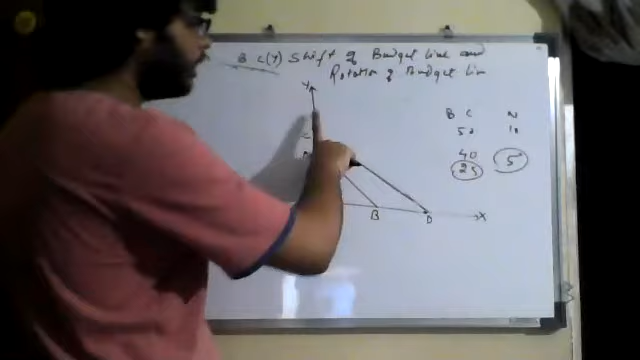 B C(Y) Shift of Budget line and
Rotation of Budget Line
Y
B C N
50 10
40
25 5
B D X